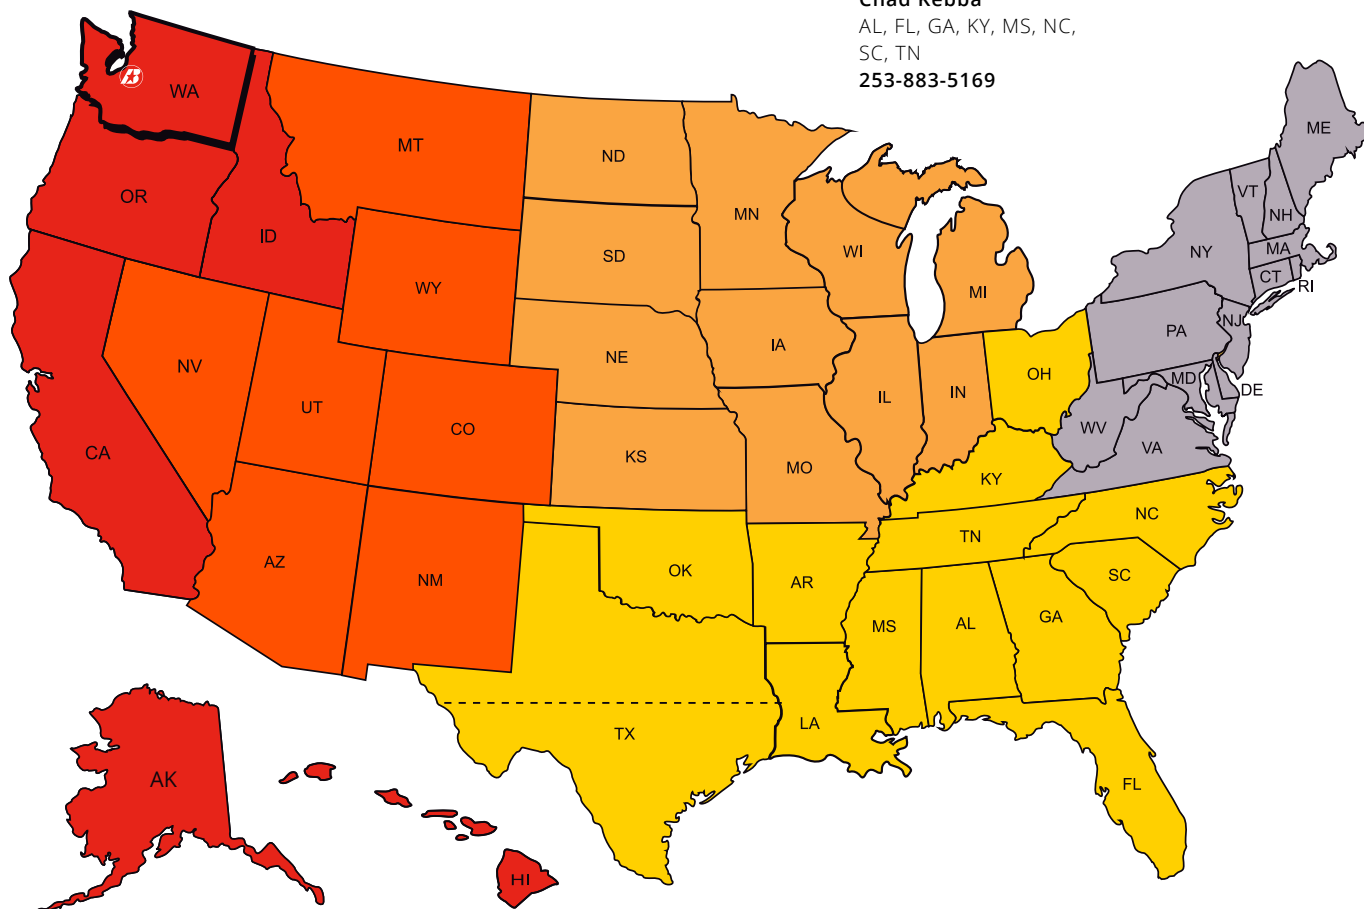 Chad Rebba
AL, FL, GA, KY, MS, NC,
SC, TN
253-883-5169
WA
MT
ND
MN
ME
OR
ID
SD
WI
MI
NY
VT
NH
MA
CT
RI
WY
NE
IA
PA
NJ
NV
UT
CO
KS
MO
IL
IN
OH
MD
DE
WV
VA
CA
KY
NC
AZ
NM
OK
AR
TN
SC
MS
AL
GA
TX
LA
FL
AK
HI